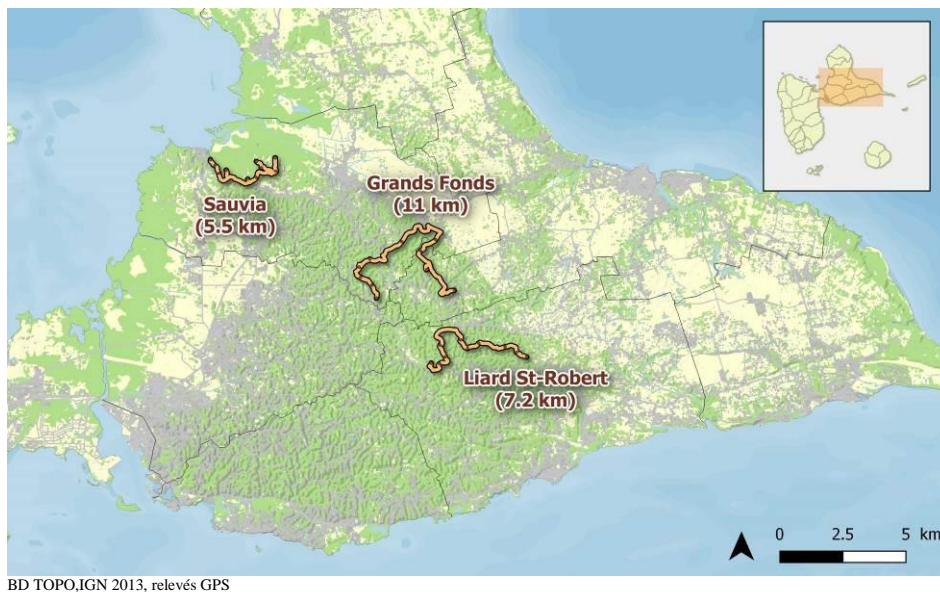 Sauvia
(5.5 km)
Grands Fonds
(11 km)
Liard St-Robert
(7.2 km)
0 2.5 5 km
BD TOPO,IGN 2013, relevés GPS